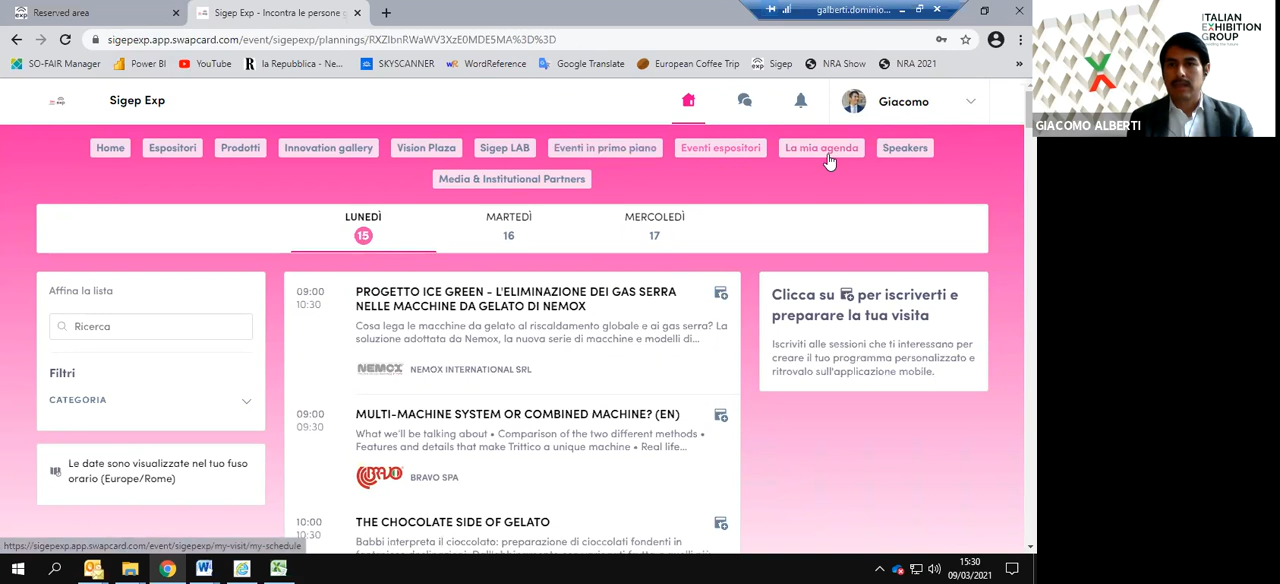 Reserved area
Sigep Exp - Incontra le persone g
galberti.dominio...
sigepexp.app.swapcard.com/event/sigepexp/plannings/RXZlbnRWaWV3XzE0MDE5MA%3D%3D
SO-FAIR Manager
Power BI
YouTube
la Repubblica - Ne...
SKYSCANNER
WordReference
Google Translate
European Coffee Trip
Sigep
NRA Show
NRA 2021
»
ITALIAN
EXHIBITION
GROUP
GIACOMO ALBERTI
Sigep Exp
Giacomo
Home
Espositori
Prodotti
Innovation gallery
Vision Plaza
Sigep LAB
Eventi in primo piano
Eventi espositori
La mia agenda
Speakers
Media & Institutional Partners
LUNEDÌ
15
MARTEDÌ
16
MERCOLEDÌ
17
Affina la lista
Ricerca
Filtri
CATEGORIA
Le date sono visualizzate nel tuo fuso
orario (Europe/Rome)
09:00
10:30
PROGETTO ICE GREEN - L'ELIMINAZIONE DEI GAS SERRA
NELLE MACCHINE DA GELATO DI NEMOX
Cosa lega le macchine da gelato al riscaldamento globale e ai gas serra? La
soluzione adottata da Nemox, la nuova serie di macchine e modelli di...
NEMOX
NEMOX INTERNATIONAL SRL
09:00
09:30
MULTI-MACHINE SYSTEM OR COMBINED MACHINE? (EN)
What we'll be talking about • Comparison of the two different methods •
Features and details that make Trittico a unique machine • Real life...
BRAVO
BRAVO SPA
10:00
10:30
THE CHOCOLATE SIDE OF GELATO
Babbi interpreta il cioccolato: preparazione di cioccolati fondenti in
Clicca su per iscriverti e
preparare la tua visita
Iscriviti alle sessioni che ti interessano per
creare il tuo programma personalizzato e
ritrovalo sull'applicazione mobile.
https://sigepexp.app.swapcard.com/event/sigepexp/my-visit/my-schedule
15:30
09/03/2021